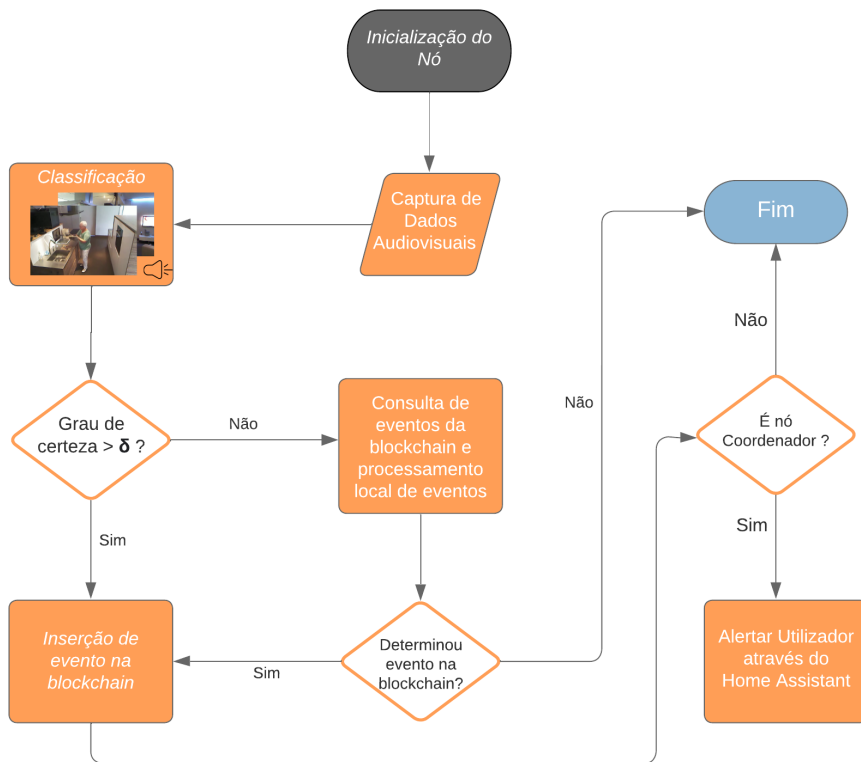 Inicialização do
Nó
Classificação
Captura de
Dados
Audiovisuais
Fim
Não
Grau de
certeza > δ ?
Não
Consulta de
eventos da
blockchain e
processamento
local de eventos
Não
É nó
Coordenador ?
Sim
Sim
Inserção de
evento na
blockchain
Sim
Determinou
evento na
blockchain?
Alertar Utilizador
através do
Home Assistant